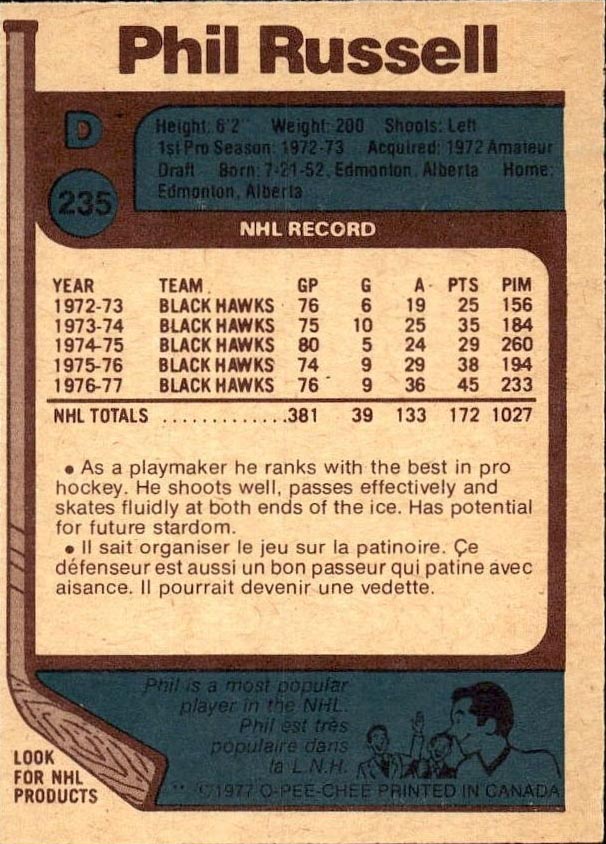 Phil Russell
D
235
Height: 6'2" Weight: 200 Shoots: Left
1st Pro Season: 1972-73 Acquired: 1972 Amateur
Draft Born: 7-21-52, Edmonton, Alberta Home:
Edmonton, Alberta
NHL RECORD
YEAR TEAM GP G A PTS PIM
1972-73 BLACK HAWKS 76 6 19 25 156
1973-74 BLACK HAWKS 75 10 25 35 184
1974-75 BLACK HAWKS 80 5 24 29 260
1975-76 BLACK HAWKS 74 9 29 38 194
1976-77 BLACK HAWKS 76 9 36 45 233
NHL TOTALS ............381 39 133 172 1027
• As a playmaker he ranks with the best in pro
hockey. He shoots well, passes effectively and
skates fluidly at both ends of the ice. Has potential
for future stardom.
• Il sait organiser le jeu sur la patinoire. Çe
défenseur est aussi un bon passeur qui patine avec
aisance. Il pourrait devenir une vedette.
Phil is a most popular
player in the NHL.
Phil est très
populaire dans
la L.N.H.
LOOK
FOR NHL
PRODUCTS
** ©1977 O-PEE-CHEE PRINTED IN CANADA